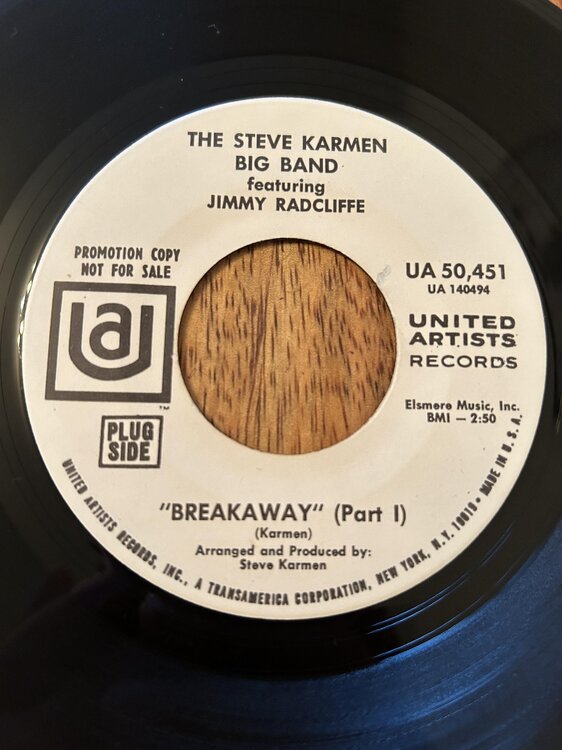 THE STEVE KARMEN
BIG BAND
featuring
JIMMY RADCLIFFE
PROMOTION COPY
NOT FOR SALE
UA
TM
PLUG
SIDE
UA 50,451
UA 140494
UNITED
ARTISTS
RECORDS
Elsmere Music, Inc.
BMI — 2:50
"BREAKAWAY" (Part I)
(Karmen)
Arranged and Produced by:
Steve Karmen
UNITED ARTISTS RECORDS, INC., A TRANSAMERICA CORPORATION, NEW YORK, N.Y. 10019 • MADE IN U.S.A.